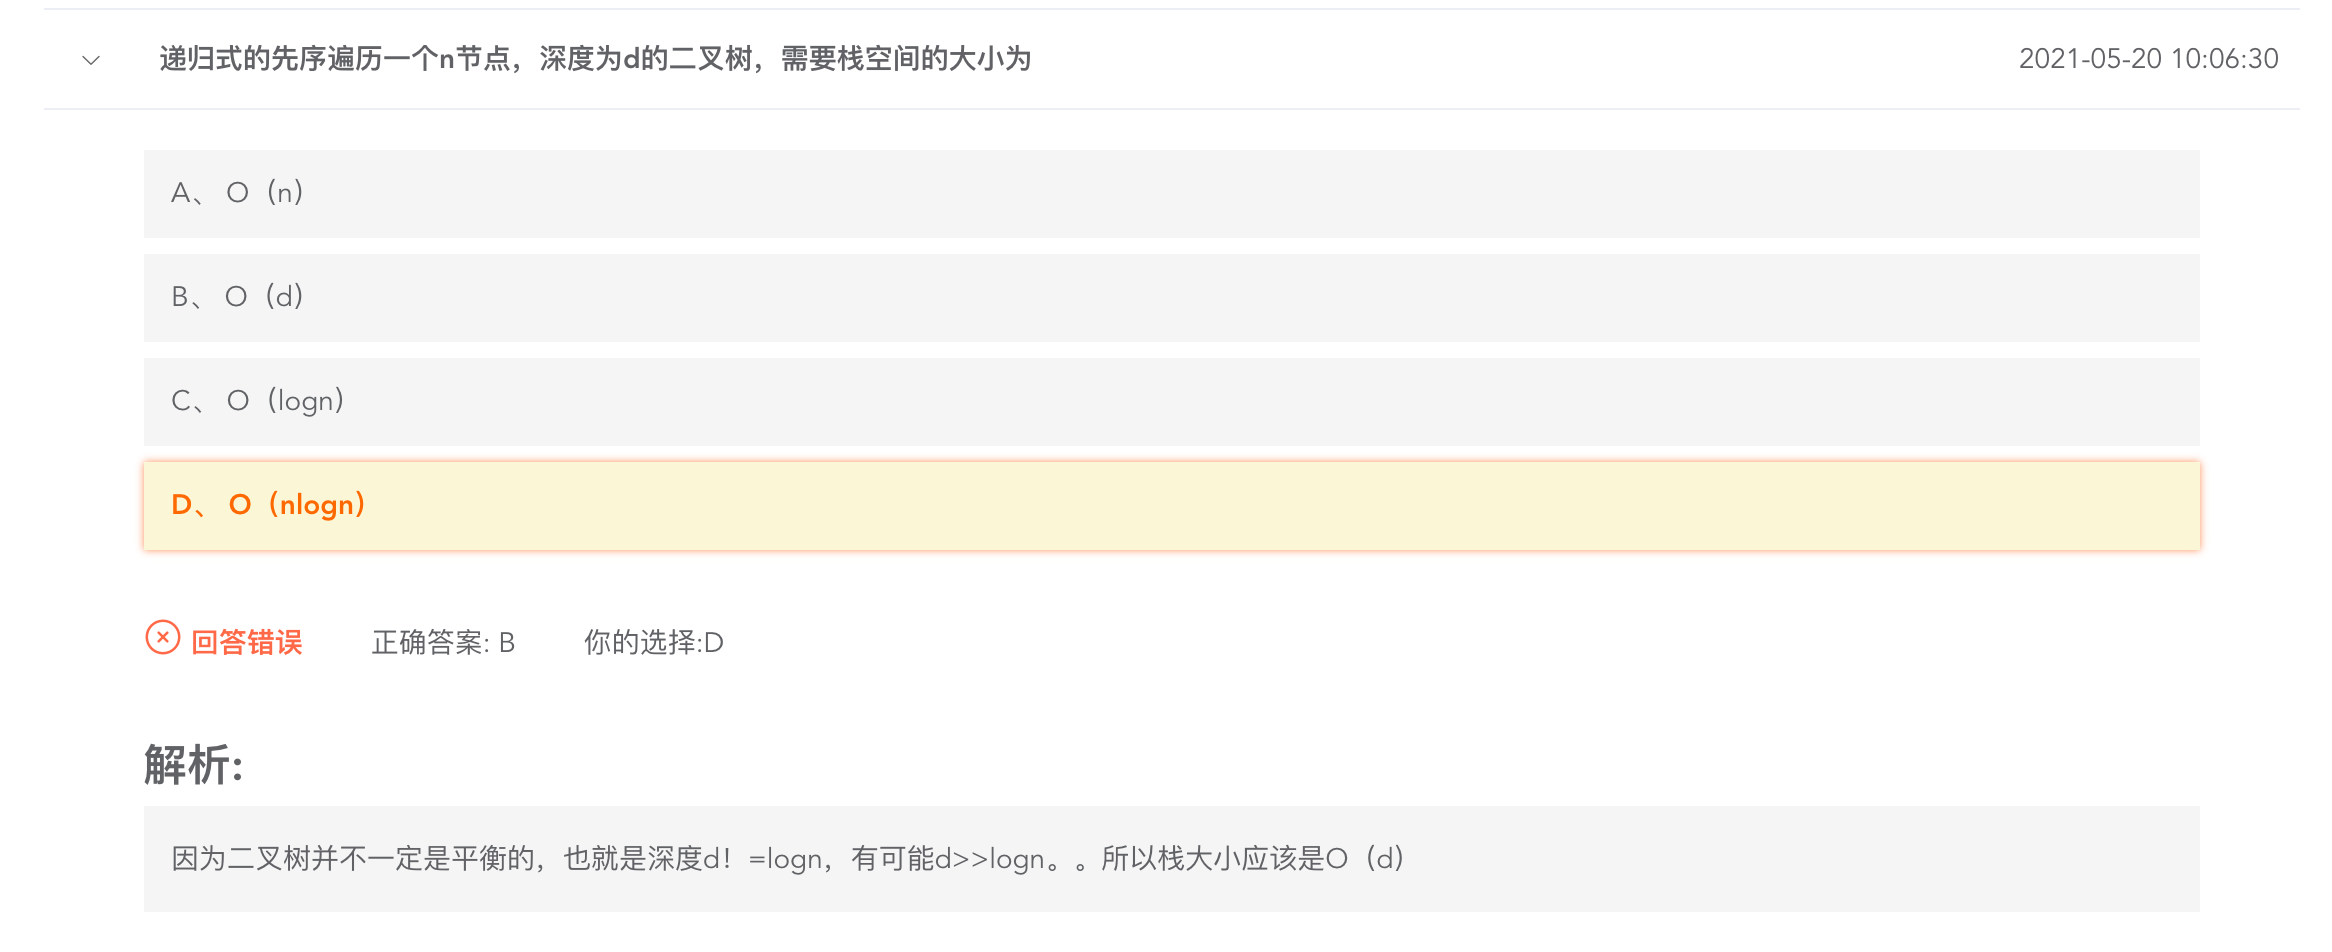 递归式的先序遍历一个n节点，深度为d的二叉树，需要栈空间的大小为
2021-05-20 10:06:30
A、 O（n）
B、 O（d）
C、 O（logn）
D、 O（nlogn）
回答错误 正确答案: B 你的选择:D
解析:
因为二叉树并不一定是平衡的，也就是深度d！=logn，有可能d>>logn。。所以栈大小应该是O（d）